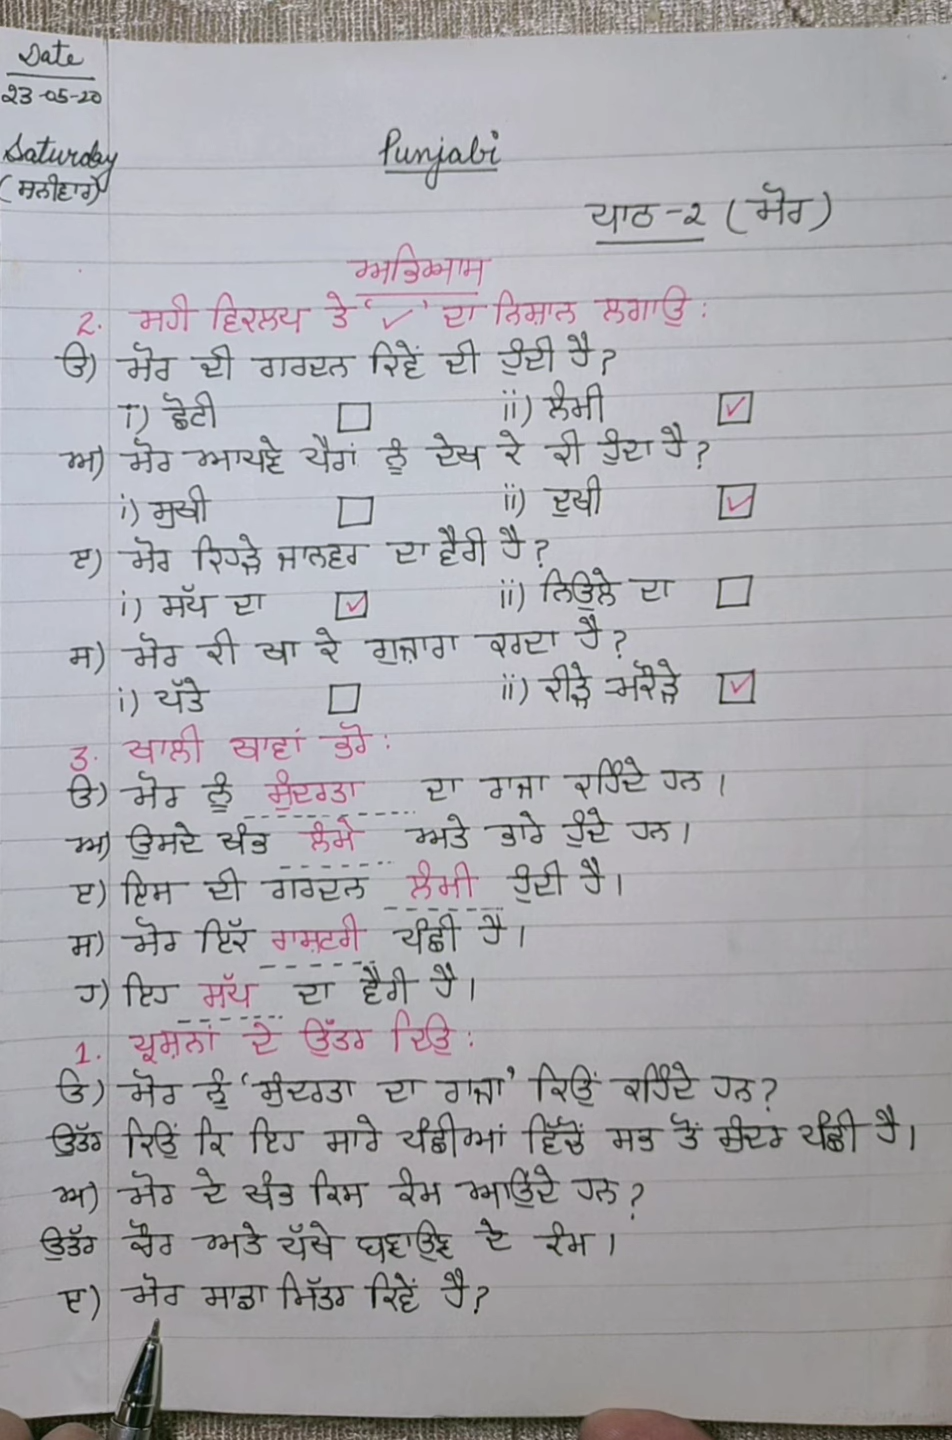 Date
23-05-20
Saturday
(ਸ਼ਨੀਵਾਰ)
Punjabi
ਪਾਠ-2 (ਮੋਰ)
ਅਭਿਆਸ
2. ਸਹੀ ਵਿਕਲਪ ਤੇ '✓' ਦਾ ਨਿਸ਼ਾਨ ਲਗਾਉ :
ੳ) ਮੋਰ ਦੀ ਗਰਦਨ ਕਿਵੇਂ ਦੀ ਹੁੰਦੀ ਹੈ?
i) ਛੋਟੀ ☐ ii) ਲੰਮੀ ☑
ਅ) ਮੋਰ ਆਪਣੇ ਪੈਰਾਂ ਨੂੰ ਦੇਖ ਕੇ ਕੀ ਹੁੰਦਾ ਹੈ?
i) ਸੁਖੀ ☐ ii) ਦੁਖੀ ☑
ੲ) ਮੋਰ ਕਿਹੜੇ ਜਾਨਵਰ ਦਾ ਵੈਰੀ ਹੈ?
i) ਸੱਪ ਦਾ ☑ ii) ਨਿਉਲੇ ਦਾ ☐
ਸ) ਮੋਰ ਕੀ ਖਾ ਕੇ ਗੁਜ਼ਾਰਾ ਕਰਦਾ ਹੈ?
i) ਪੱਤੇ ☐ ii) ਕੀੜੇ-ਮਕੌੜੇ ☑
3. ਖਾਲੀ ਥਾਵਾਂ ਭਰੋ :
ੳ) ਮੋਰ ਨੂੰ ਸੁੰਦਰਤਾ ਦਾ ਰਾਜਾ ਕਹਿੰਦੇ ਹਨ।
ਅ) ਉਸਦੇ ਖੰਭ ਲੰਮੇ ਅਤੇ ਭਾਰੇ ਹੁੰਦੇ ਹਨ।
ੲ) ਇਸ ਦੀ ਗਰਦਨ ਲੰਮੀ ਹੁੰਦੀ ਹੈ।
ਸ) ਮੋਰ ਇੱਕ ਰਾਸ਼ਟਰੀ ਪੰਛੀ ਹੈ।
ਹ) ਇਹ ਸੱਪ ਦਾ ਵੈਰੀ ਹੈ।
1. ਪ੍ਰਸ਼ਨਾਂ ਦੇ ਉੱਤਰ ਦਿਉ :
ੳ) ਮੋਰ ਨੂੰ 'ਸੁੰਦਰਤਾ ਦਾ ਰਾਜਾ' ਕਿਉਂ ਕਹਿੰਦੇ ਹਨ?
ਉੱਤਰ ਕਿਉਂ ਕਿ ਇਹ ਸਾਰੇ ਪੰਛੀਆਂ ਵਿੱਚੋਂ ਸਭ ਤੋਂ ਸੁੰਦਰ ਪੰਛੀ ਹੈ।
ਅ) ਮੋਰ ਦੇ ਖੰਭ ਕਿਸ ਕੰਮ ਆਉਂਦੇ ਹਨ?
ਉੱਤਰ ਚੌਰ ਅਤੇ ਪੱਖੇ ਬਣਾਉਣ ਦੇ ਕੰਮ।
ੲ) ਮੋਰ ਸਾਡਾ ਮਿੱਤਰ ਕਿਵੇਂ ਹੈ?